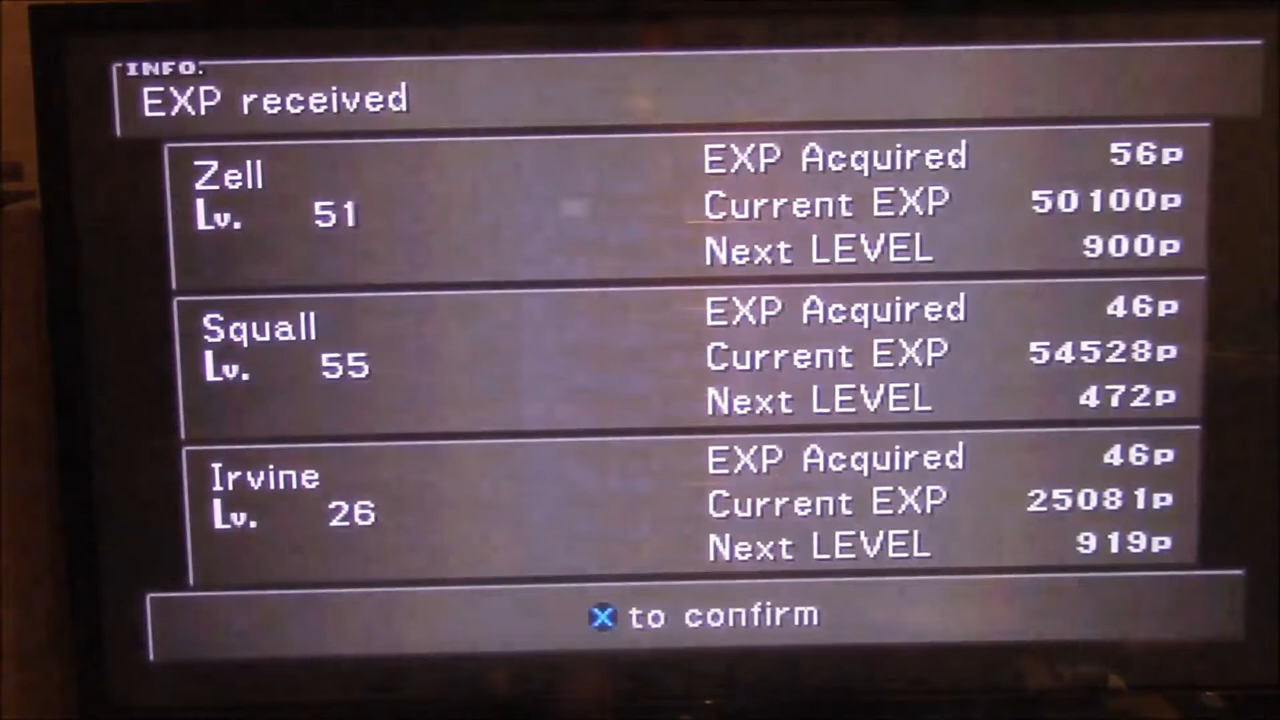 INFO.
EXP received
Zell
Lv. 51
EXP Acquired 56p
Current EXP 50100p
Next LEVEL 900p
Squall
Lv. 55
EXP Acquired 46p
Current EXP 54528p
Next LEVEL 472p
Irvine
Lv. 26
EXP Acquired 46p
Current EXP 25081p
Next LEVEL 919p
X to confirm